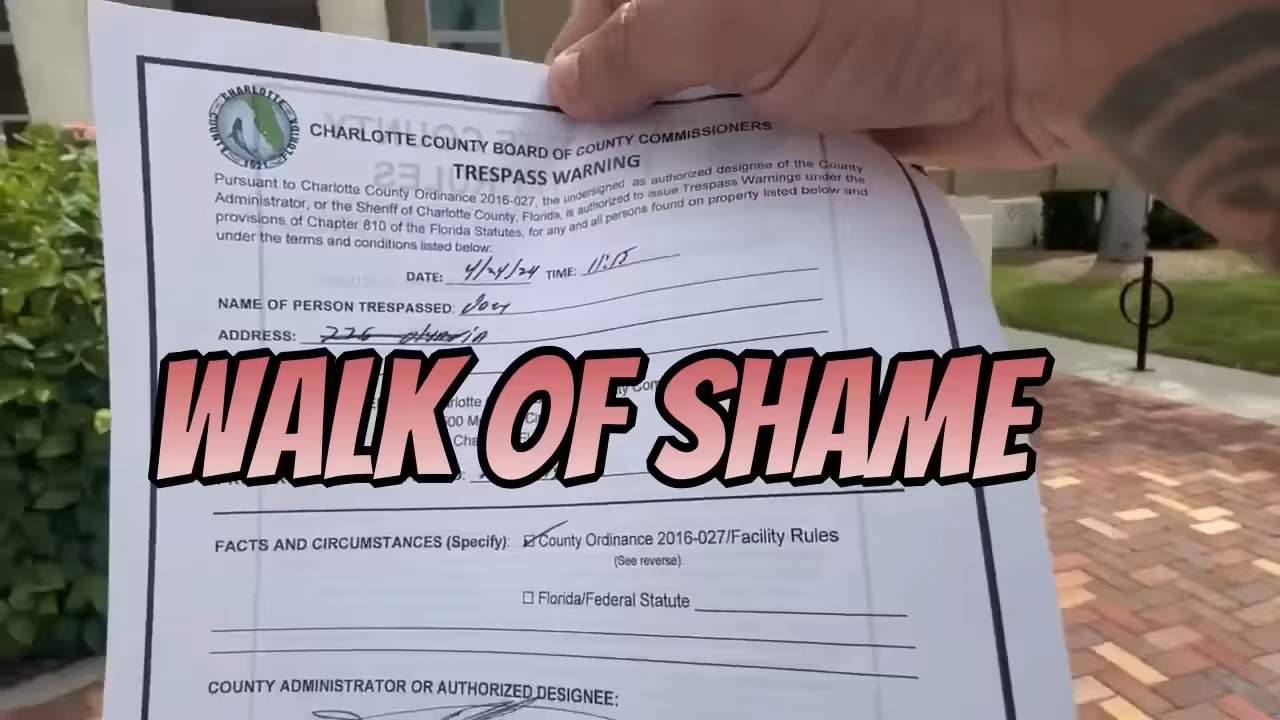 CHARLOTTE COUNTY FLORIDA
1921
CHARLOTTE COUNTY BOARD OF COUNTY COMMISSIONERS
TRESPASS WARNING
Pursuant to Charlotte County Ordinance 2016-027, the undersigned, as authorized designee of the County
Administrator, or the Sheriff of Charlotte County, Florida, is authorized to issue Trespass Warnings under the
provisions of Chapter 810 of the Florida Statutes, for any and all persons found on property listed below and
under the terms and conditions listed below:
DATE: 4/24/24 TIME: 11:15
NAME OF PERSON TRESPASSED:
ADDRESS: 226
WALK OF SHAME
FACTS AND CIRCUMSTANCES (Specify): ☑ County Ordinance 2016-027/Facility Rules
(See reverse).
☐ Florida/Federal Statute
COUNTY ADMINISTRATOR OR AUTHORIZED DESIGNEE: